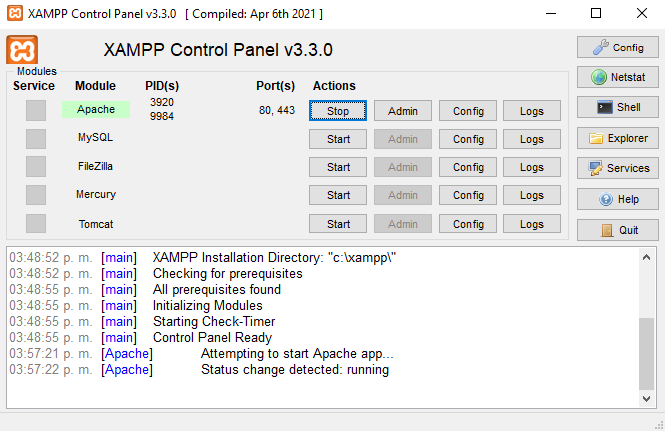 XAMPP Control Panel v3.3.0 [ Compiled: Apr 6th 2021 ]
XAMPP Control Panel v3.3.0
Config
Modules
Service Module PID(s) Port(s) Actions
Netstat
Apache 3920 80, 443 Stop Admin Config Logs
9984
Shell
MySQL Start Admin Config Logs
Explorer
FileZilla Start Admin Config Logs
Services
Mercury Start Admin Config Logs
Help
Tomcat Start Admin Config Logs
Quit
03:48:52 p. m. [main] XAMPP Installation Directory: "c:\xampp\"
03:48:52 p. m. [main] Checking for prerequisites
03:48:55 p. m. [main] All prerequisites found
03:48:55 p. m. [main] Initializing Modules
03:48:55 p. m. [main] Starting Check-Timer
03:48:55 p. m. [main] Control Panel Ready
03:57:21 p. m. [Apache] Attempting to start Apache app...
03:57:22 p. m. [Apache] Status change detected: running